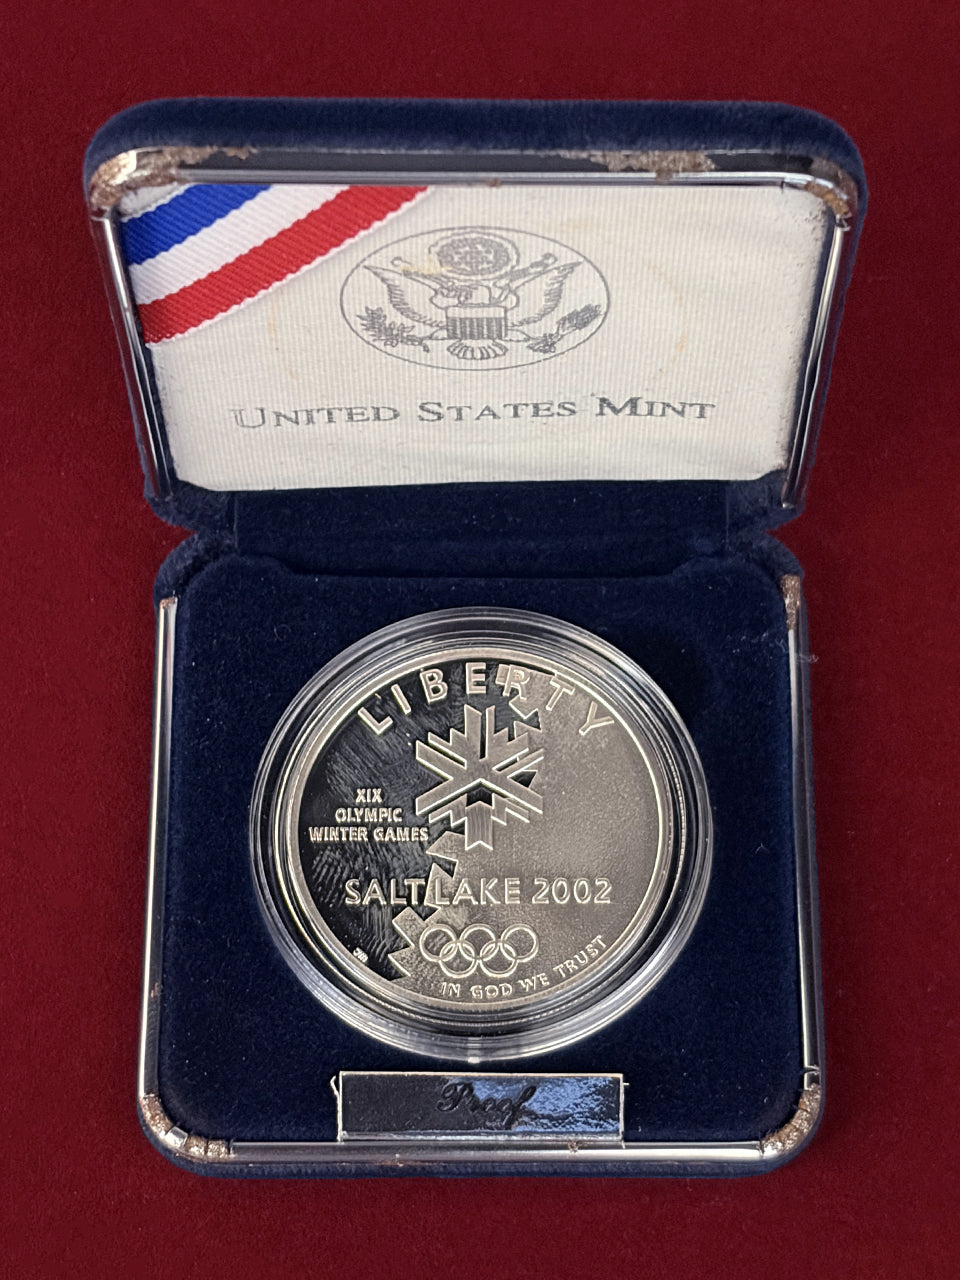 UNITED STATES MINT
LIBERTY
XIX
OLYMPIC
WINTER GAMES
SALT LAKE 2002
IN GOD WE TRUST
Proof